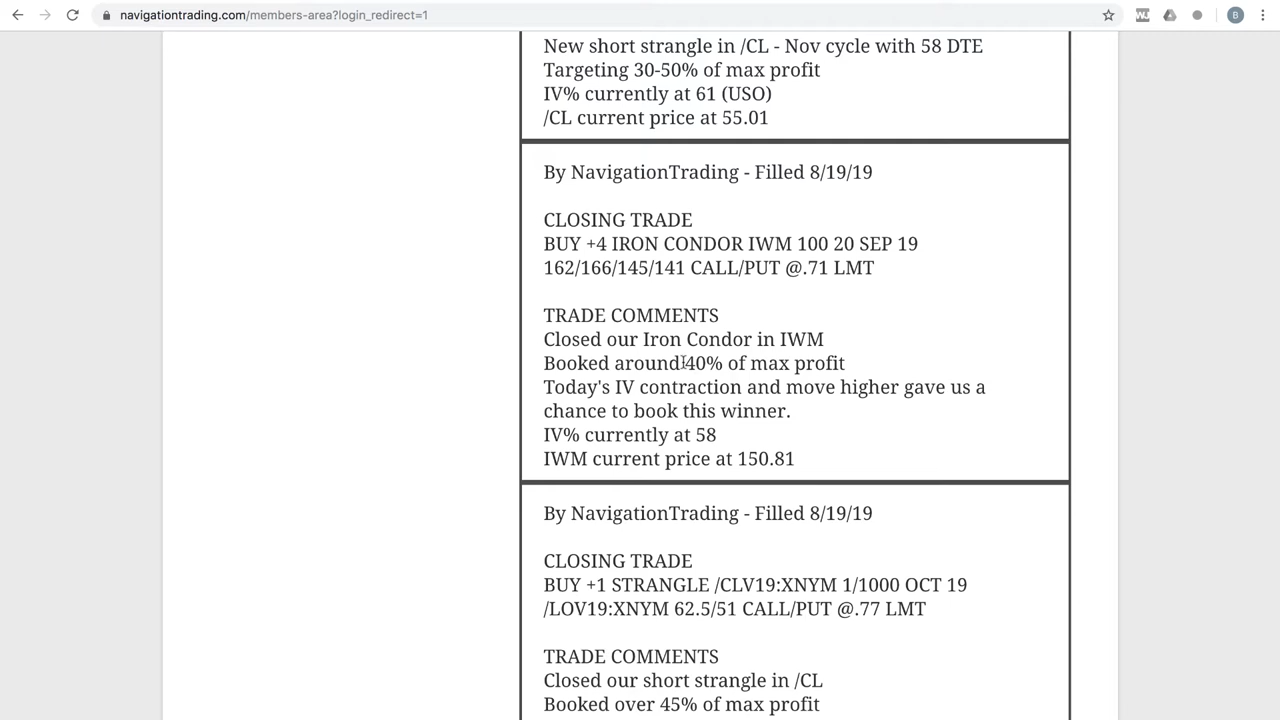 navigationtrading.com/members-area?login_redirect=1
B
New short strangle in /CL - Nov cycle with 58 DTE
Targeting 30-50% of max profit
IV% currently at 61 (USO)
/CL current price at 55.01
By NavigationTrading - Filled 8/19/19
CLOSING TRADE
BUY +4 IRON CONDOR IWM 100 20 SEP 19
162/166/145/141 CALL/PUT @.71 LMT
TRADE COMMENTS
Closed our Iron Condor in IWM
Booked around 40% of max profit
Today's IV contraction and move higher gave us a
chance to book this winner.
IV% currently at 58
IWM current price at 150.81
By NavigationTrading - Filled 8/19/19
CLOSING TRADE
BUY +1 STRANGLE /CLV19:XNYM 1/1000 OCT 19
/LOV19:XNYM 62.5/51 CALL/PUT @.77 LMT
TRADE COMMENTS
Closed our short strangle in /CL
Booked over 45% of max profit